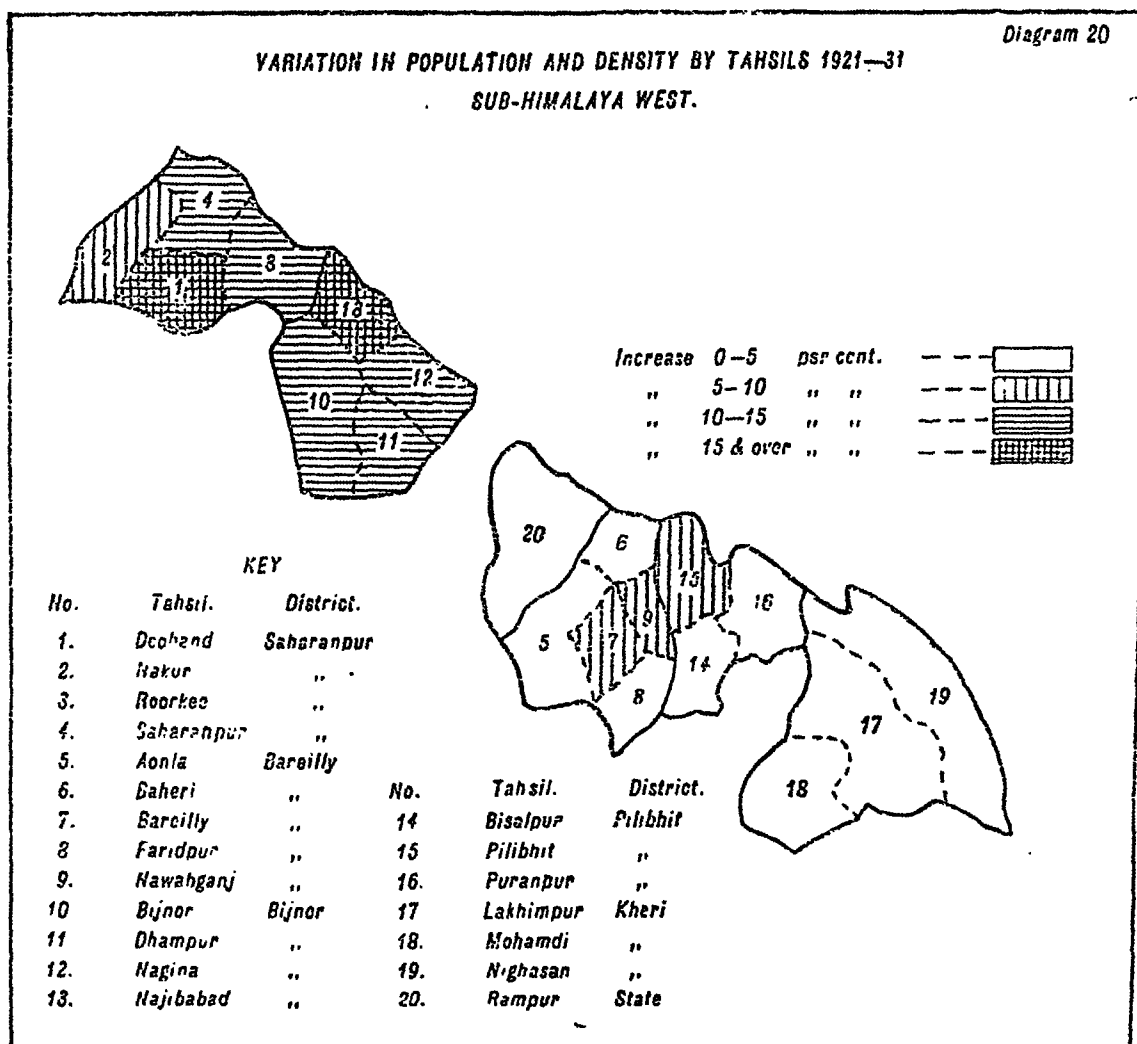 Diagram 20
VARIATION IN POPULATION AND DENSITY BY TAHSILS 1921—31
SUB-HIMALAYA WEST.
4
2
8
1
13
12
10
11
Increase 0—5 per cent.
„ 5-10 „ „
„ 10—15 „ „
„ 15 & over „ „
20
6
15
16
5
7
9
14
8
19
17
18
KEY
No. Tahsil. District.
1. Deoband Saharanpur
2. Nakur „
3. Roorkee „
4. Saharanpur „
5. Aonla Bareilly
6. Baheri „
7. Bareilly „
8 Faridpur „
9. Nawabganj „
10 Bijnor Bijnor
11 Dhampur „
12. Nagina „
13. Najibabad „
No. Tahsil. District.
14 Bisalpur Pilibhit
15 Pilibhit „
16. Puranpur „
17 Lakhimpur Kheri
18. Mohamdi „
19. Nighasan „
20. Rampur State